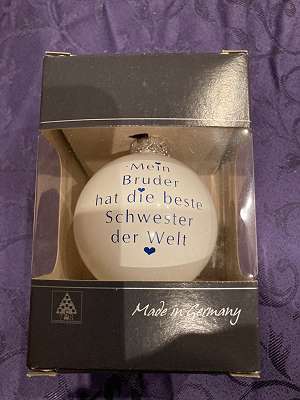 Mein
Bruder
hat die beste
Schwester
der Welt
Made in Germany